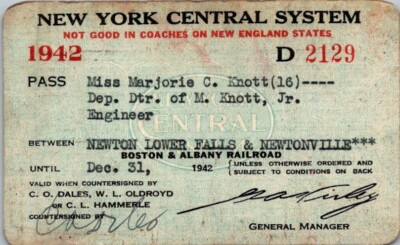 NEW YORK CENTRAL SYSTEM
NOT GOOD IN COACHES ON NEW ENGLAND STATES
1942 D 2129
PASS Miss Marjorie C. Knott(16)----
Dep. Dtr. of M. Knott, Jr.
Engineer
CENTRAL
BETWEEN NEWTON LOWER FALLS & NEWTONVILLE***
BOSTON & ALBANY RAILROAD
UNTIL Dec. 31, 1942 { UNLESS OTHERWISE ORDERED AND
SUBJECT TO CONDITIONS ON BACK
VALID WHEN COUNTERSIGNED BY
C. O. DALES, W. L. OLDROYD
OR C. L. HAMMERLE
COUNTERSIGNED BY CO Dales
GENERAL MANAGER